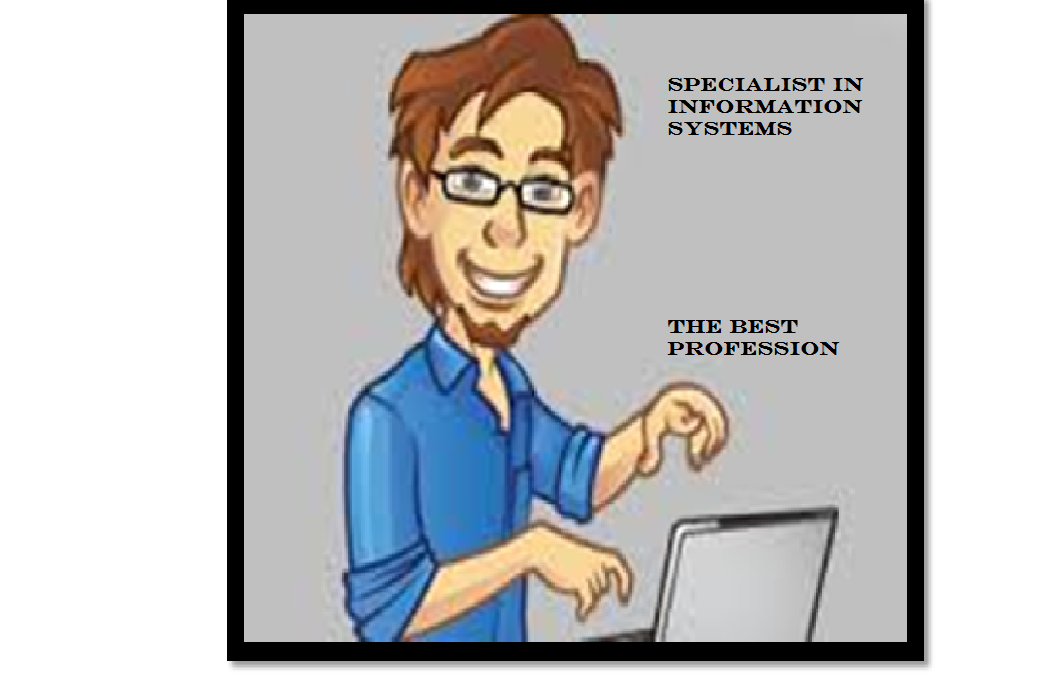 SPECIALIST IN
INFORMATION
SYSTEMS
THE BEST
PROFESSION